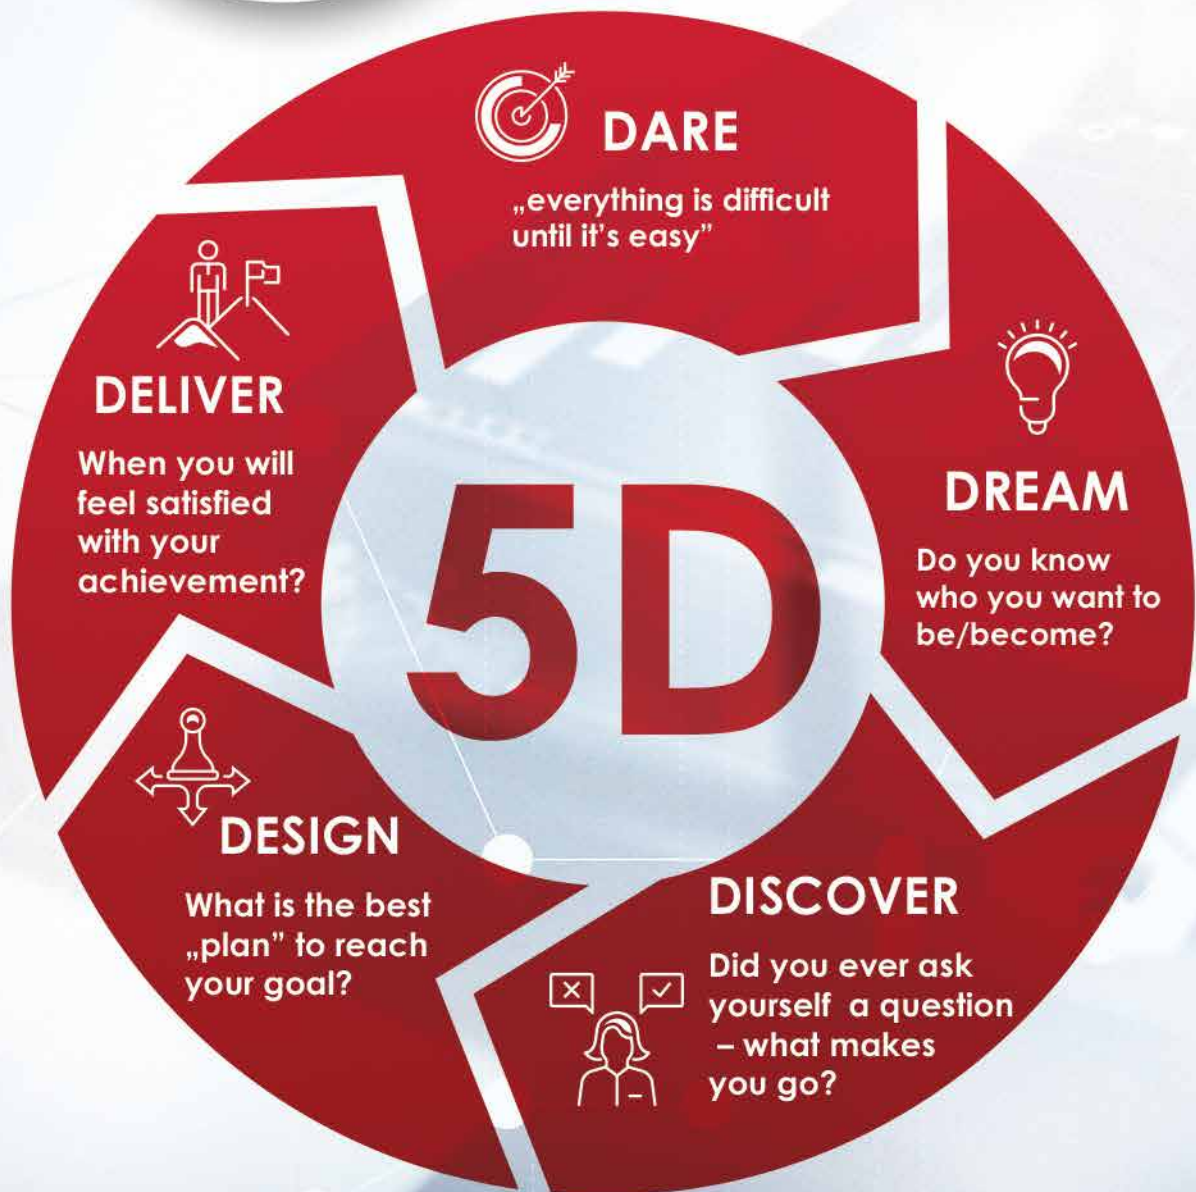 DARE
„everything is difficult
until it's easy”
DREAM
Do you know
who you want to
be/become?
DISCOVER
Did you ever ask
yourself  a question
– what makes
you go?
DESIGN
What is the best
„plan” to reach
your goal?
DELIVER
When you will
feel satisfied
with your
achievement?
5D